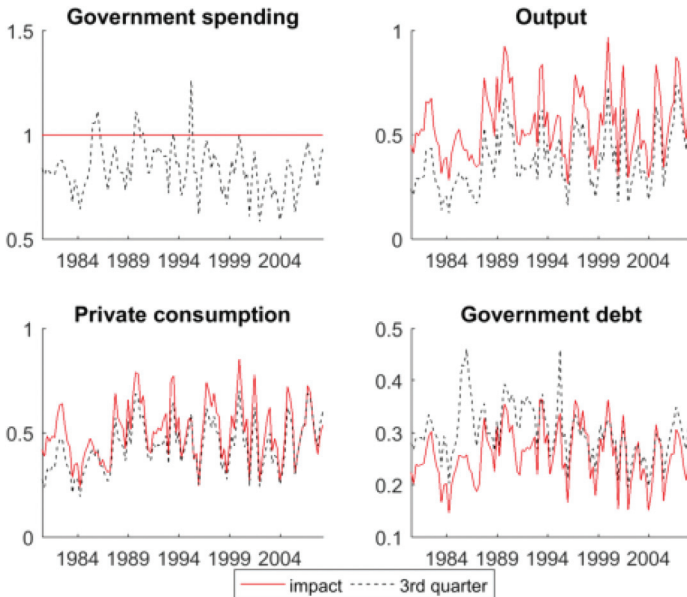 Government spending
Output
1.5
1
0.5
1984 1989 1994 1999 2004
1
0.5
0
1984 1989 1994 1999 2004
Private consumption
Government debt
1
0.5
0
1984 1989 1994 1999 2004
0.5
0.4
0.3
0.2
0.1
1984 1989 1994 1999 2004
impact 3rd quarter